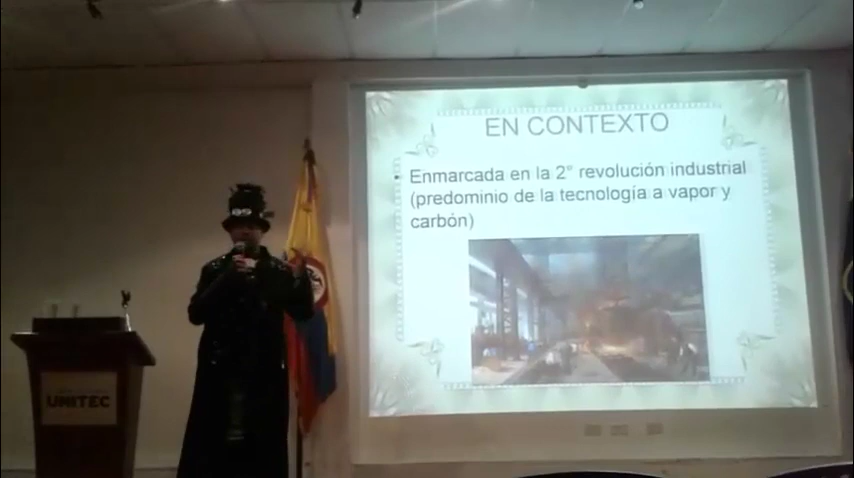 EN CONTEXTO
• Enmarcada en la 2° revolución industrial
(predominio de la tecnología a vapor y
carbón)
UNITEC